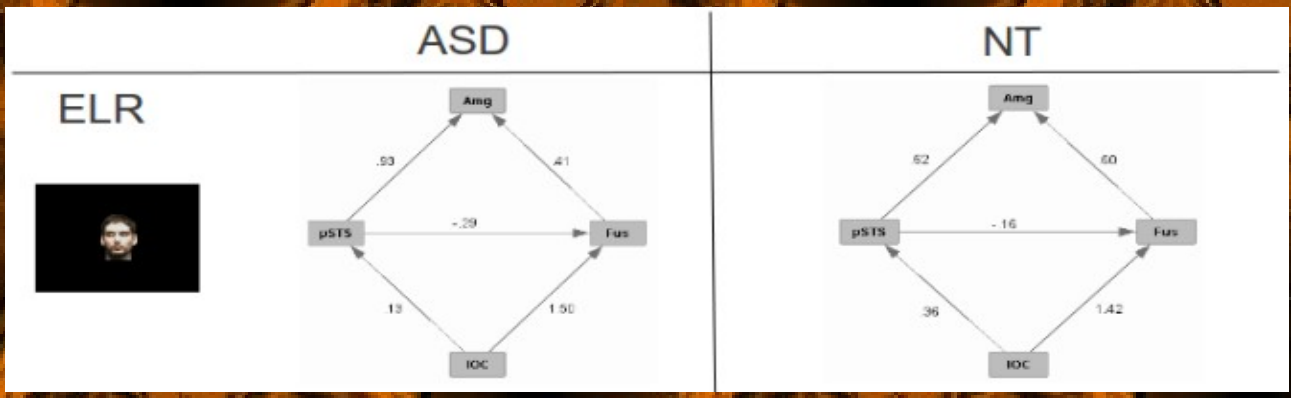 ASD
NT
ELR
Amg
Amg
.93
.41
.52
.60
pSTS
-.29
Fus
pSTS
-.16
Fus
.13
1.50
.36
1.42
IOC
IOC